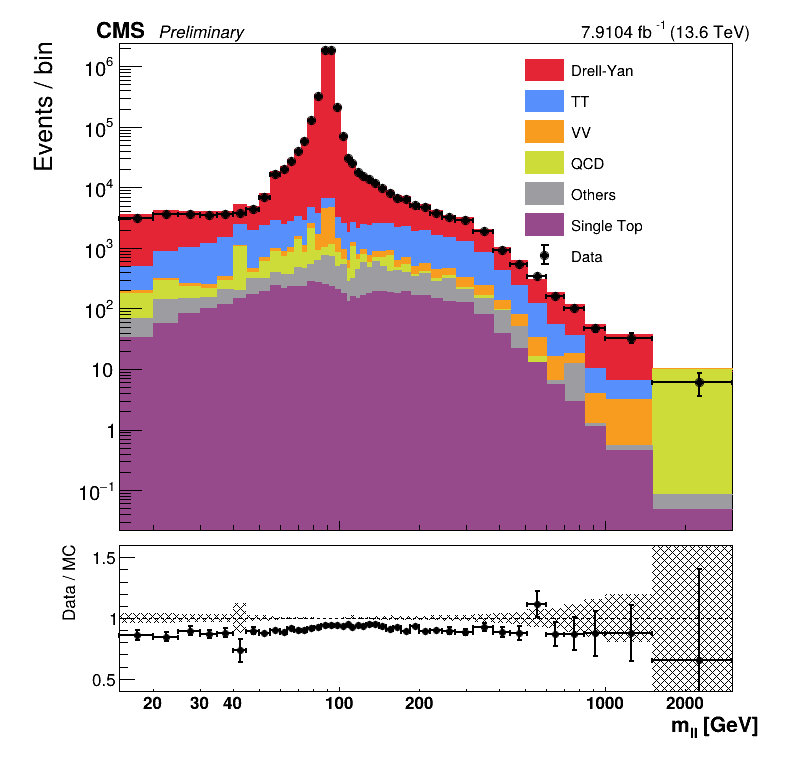 CMS Preliminary 7.9104 fb⁻¹ (13.6 TeV)
Events / bin
10⁶
10⁵
10⁴
10³
10²
10
1
10⁻¹
Drell-Yan
TT
VV
QCD
Others
Single Top
Data
Data / MC
1.5
1
0.5
20 30 40 100 200 1000 2000
m_ll [GeV]